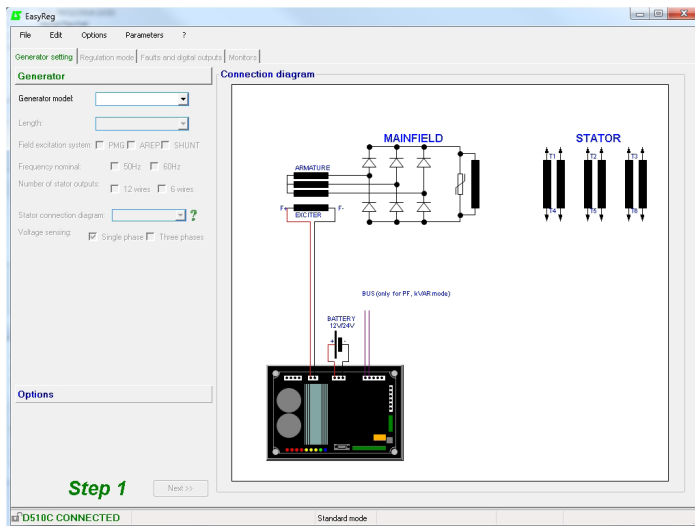 EasyReg
File Edit Options Parameters ?
Generator setting Regulation mode Faults and digital outputs Monitors
Generator
Generator model:
Length:
Field excitation system: PMG AREP SHUNT
Frequency nominal: 50Hz 60Hz
Number of stator outputs: 12 wires 6 wires
Stator connection diagram: ?
Voltage sensing: Single phase Three phases
Options
Step 1
Next >>
Connection diagram
MAINFIELD
STATOR
ARMATURE
T1 T2 T3
F+ F-
EXCITER
T4 T5 T6
BUS (only for PF, kVAR mode)
BATTERY
12V/24V
+ -
D510C CONNECTED
Standard mode